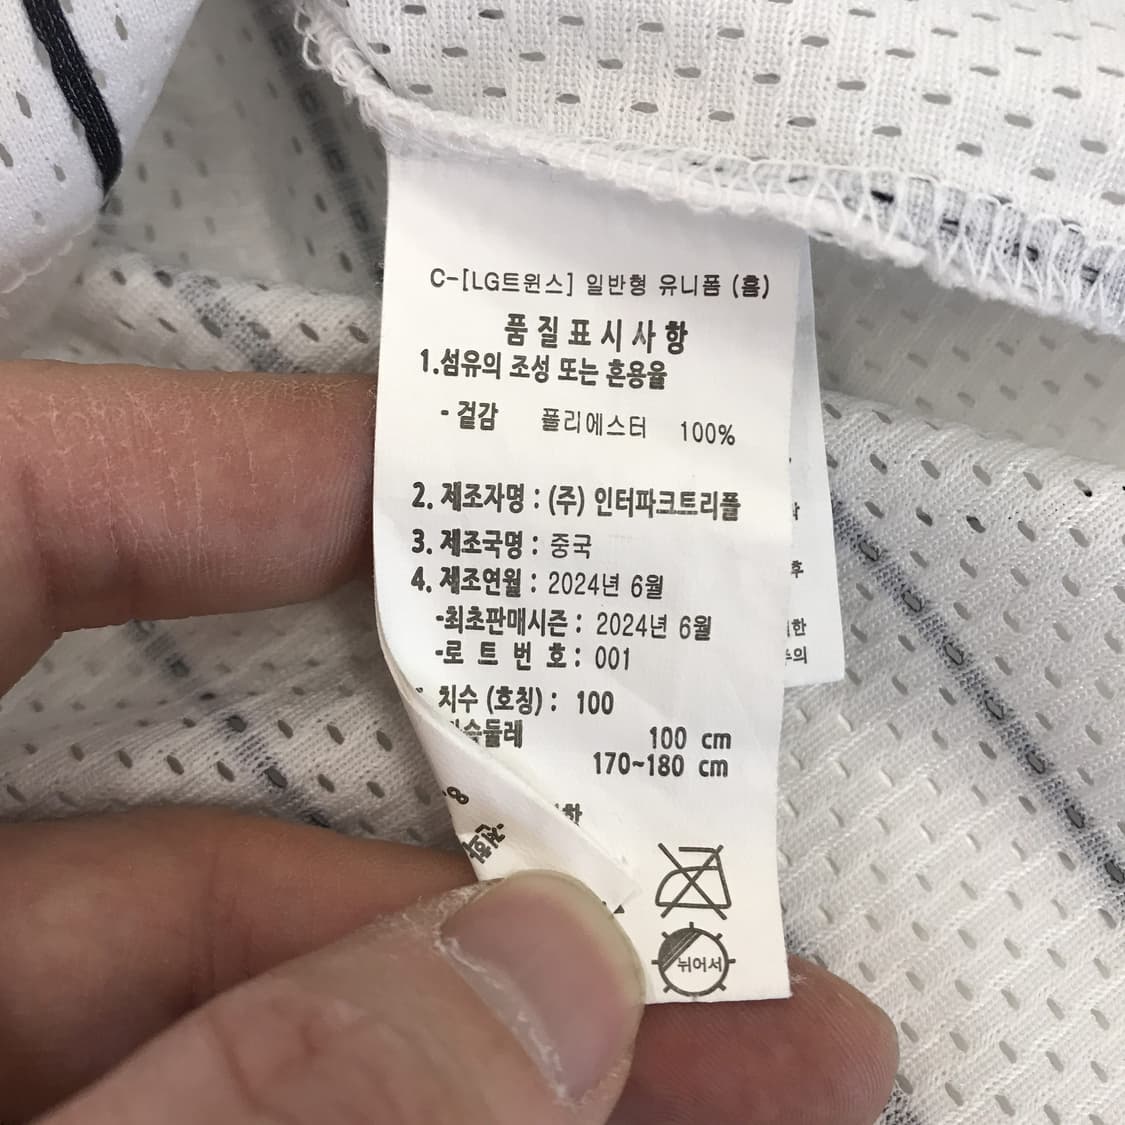 C-[LG트윈스] 일반형 유니폼 (홈)
품 질 표 시 사 항
1.섬유의 조성 또는 혼용율
- 겉감 폴리에스터 100%
2. 제조자명 : (주) 인터파크트리플
3. 제조국명 : 중국
4. 제조연월 : 2024년 6월
-최초판매시즌 : 2024년 6월
-로 트 번 호 : 001
치수 (호칭) : 100
100 cm
170~180 cm
뉘어서
후